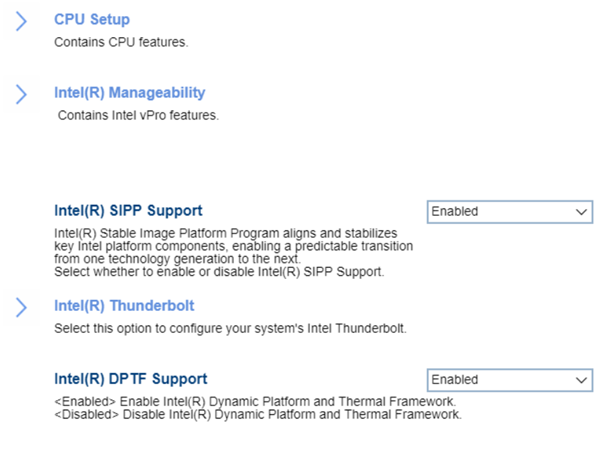 CPU Setup
Contains CPU features.
Intel(R) Manageability
Contains Intel vPro features.
Intel(R) SIPP Support
Enabled
Intel(R) Stable Image Platform Program aligns and stabilizes
key Intel platform components, enabling a predictable transition
from one technology generation to the next.
Select whether to enable or disable Intel(R) SIPP Support.
Intel(R) Thunderbolt
Select this option to configure your system's Intel Thunderbolt.
Intel(R) DPTF Support
Enabled
<Enabled> Enable Intel(R) Dynamic Platform and Thermal Framework.
<Disabled> Disable Intel(R) Dynamic Platform and Thermal Framework.